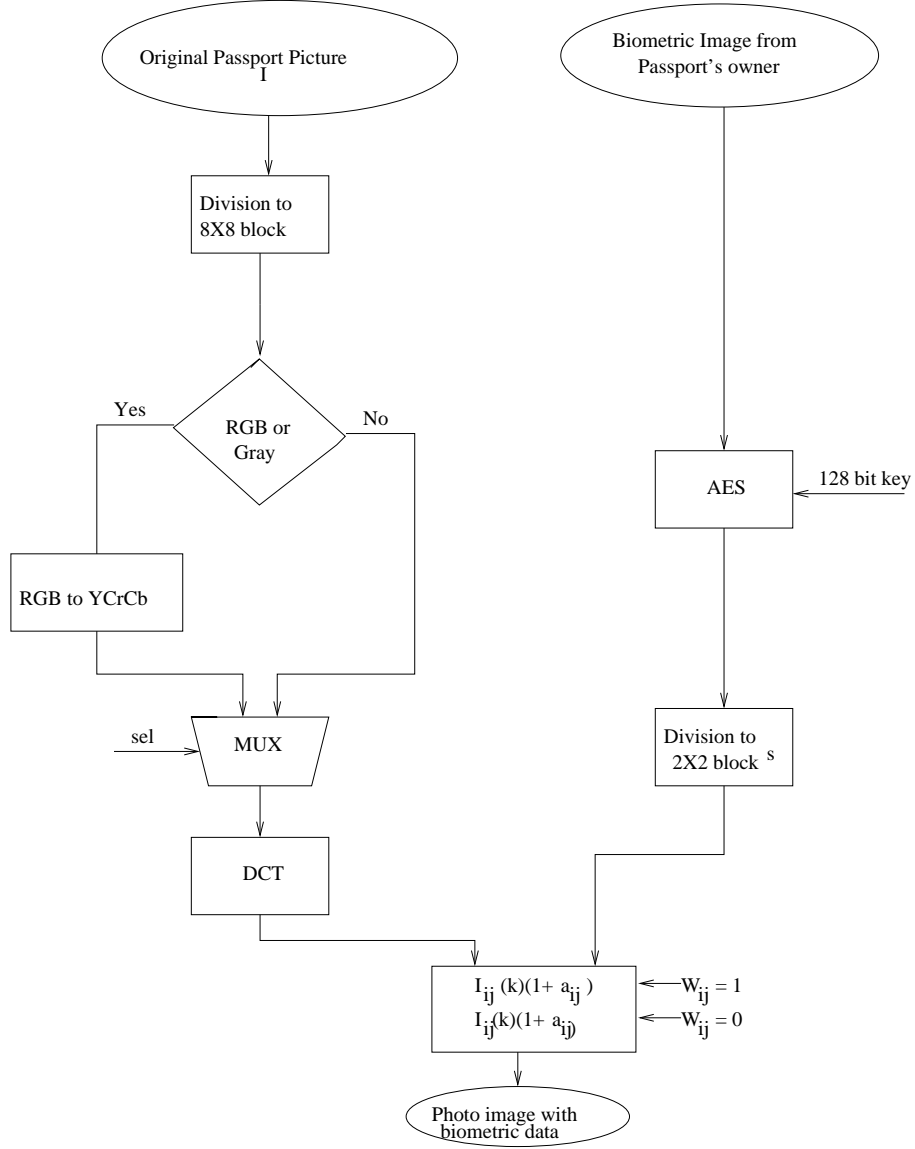 Original Passport Picture
I
Biometric Image from
Passport's owner
Division to
8X8 block
RGB or
Gray
Yes
No
RGB to YCrCb
AES
128 bit key
sel
MUX
Division to
2X2 block s
DCT
I ij (k)(1+ a ij )
W ij = 1
I ij (k)(1+ a ij )
W ij = 0
Photo image with
biometric data